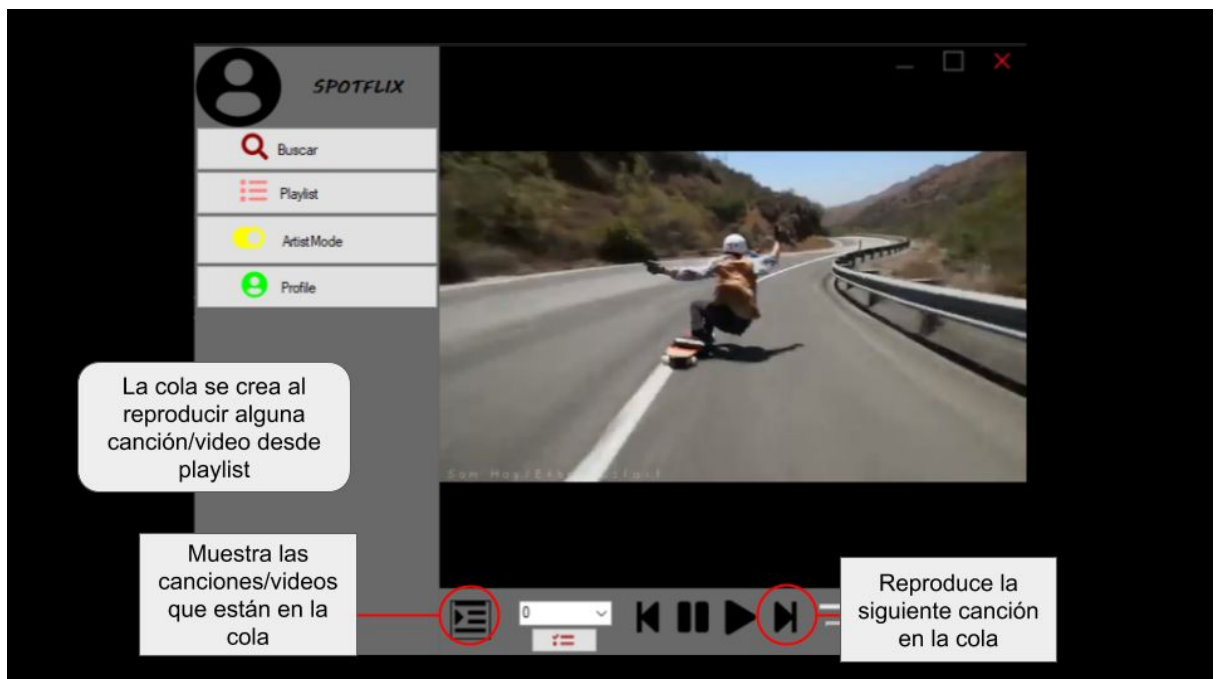 SPOTFLIX
Buscar
Playlist
ArtistMode
Profile
La cola se crea al
reproducir alguna
canción/video desde
playlist
Muestra las
canciones/videos
que están en la
cola
0
Reproduce la
siguiente canción
en la cola